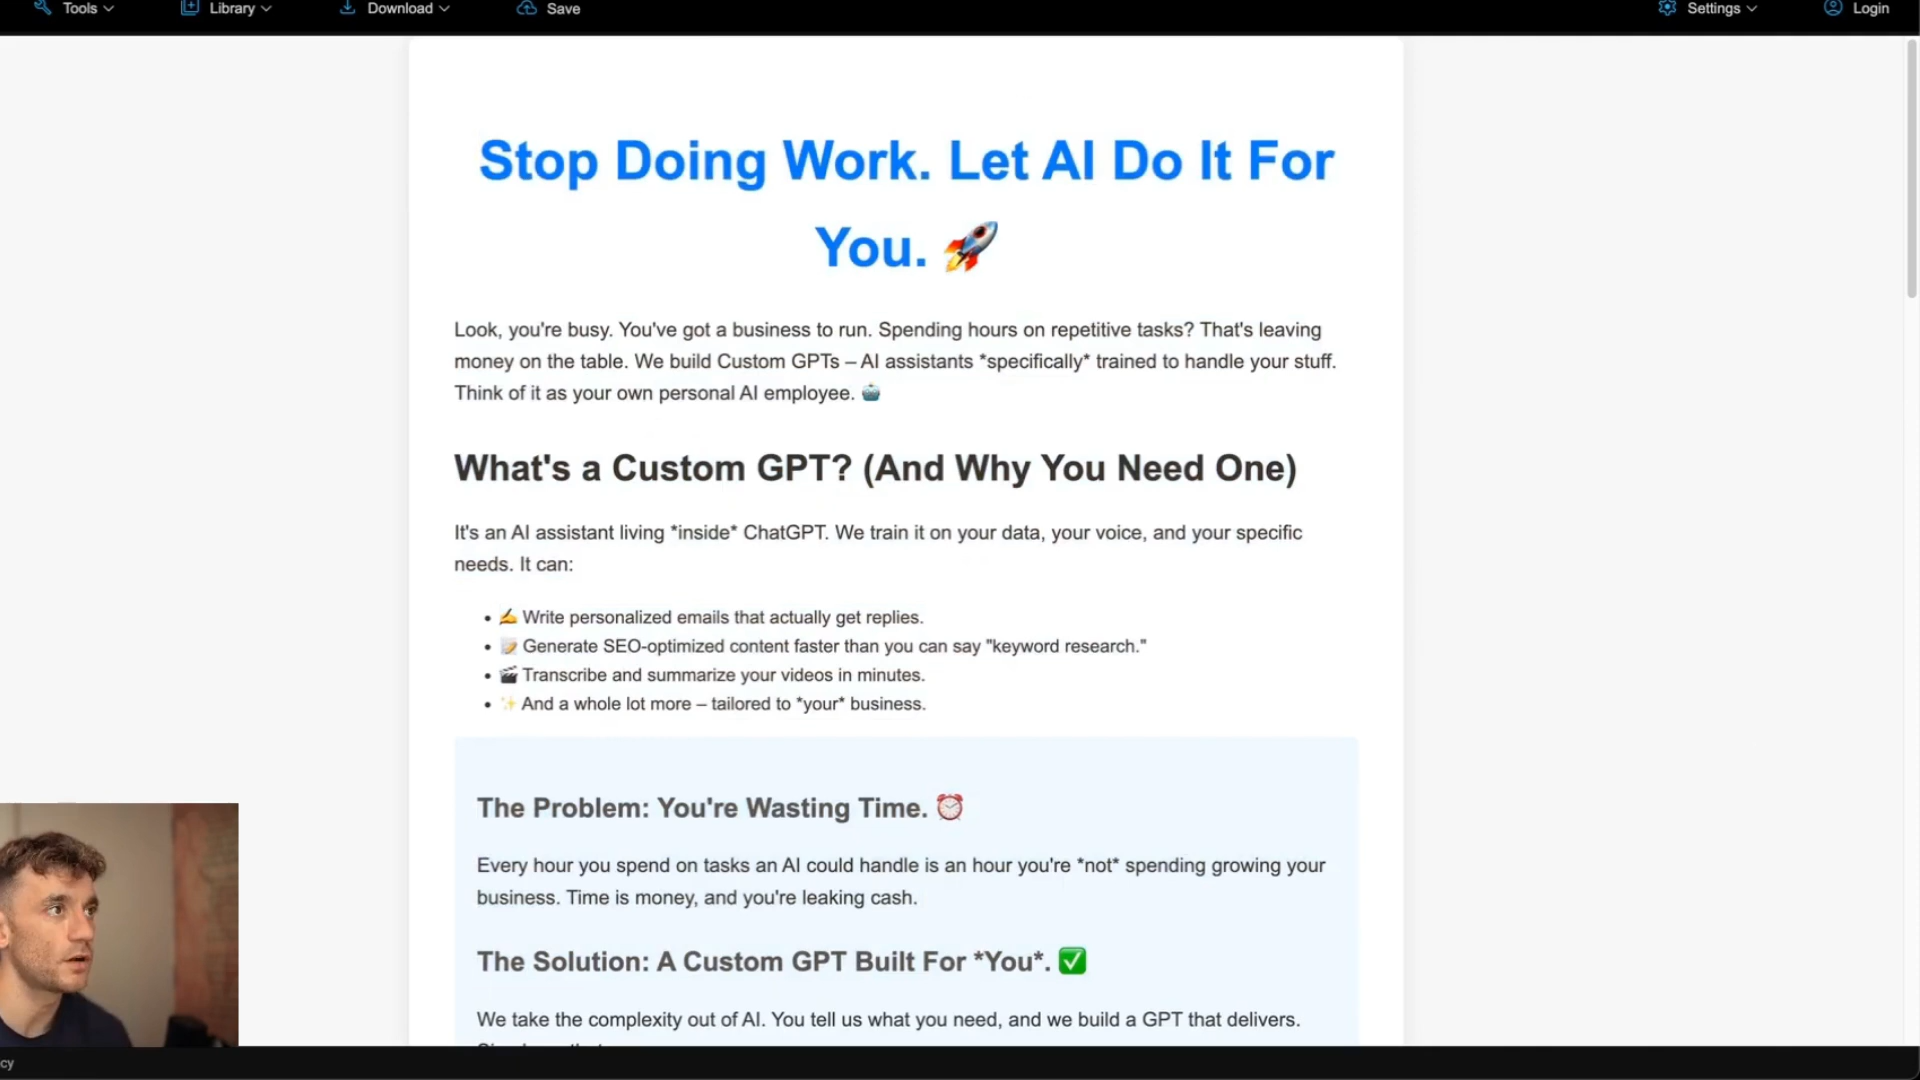 Tools
Library
Download
Save
Settings
Login
Stop Doing Work. Let AI Do It For
You. 🚀
Look, you're busy. You've got a business to run. Spending hours on repetitive tasks? That's leaving
money on the table. We build Custom GPTs – AI assistants *specifically* trained to handle your stuff.
Think of it as your own personal AI employee. 🤖
What's a Custom GPT? (And Why You Need One)
It's an AI assistant living *inside* ChatGPT. We train it on your data, your voice, and your specific
needs. It can:
• ✍️ Write personalized emails that actually get replies.
• 📝 Generate SEO-optimized content faster than you can say "keyword research."
• 🎬 Transcribe and summarize your videos in minutes.
• ✨ And a whole lot more – tailored to *your* business.
The Problem: You're Wasting Time. ⏰
Every hour you spend on tasks an AI could handle is an hour you're *not* spending growing your
business. Time is money, and you're leaking cash.
The Solution: A Custom GPT Built For *You*. ✅
We take the complexity out of AI. You tell us what you need, and we build a GPT that delivers.
cy